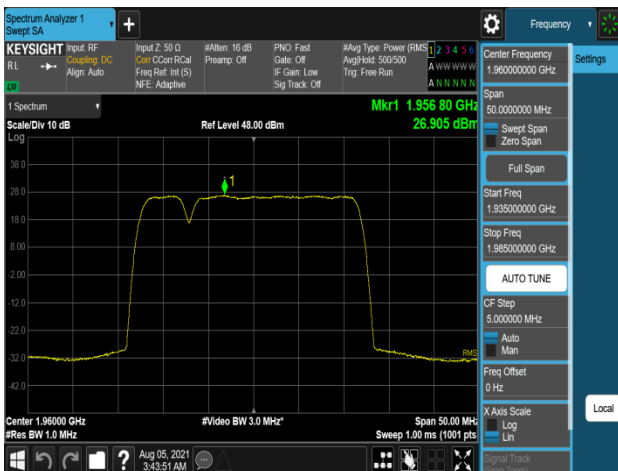 Spectrum Analyzer 1
Swept SA
Frequency
KEYSIGHT
RL
LU
Input: RF
Coupling: DC
Align: Auto
Input Z: 50 Ω
Corr CCorr RCal
Freq Ref: Int (S)
NFE: Adaptive
#Atten: 16 dB
Preamp: Off
PNO: Fast
Gate: Off
IF Gain: Low
Sig Track: Off
#Avg Type: Power (RMS
Avg|Hold: 500/500
Trig: Free Run
1 2 3 4 5 6
A W W W W W
A N N N N N
1 Spectrum
Scale/Div 10 dB
Ref Level 48.00 dBm
Mkr1 1.956 80 GHz
26.905 dBm
Log
38.0
28.0
18.0
8.00
-2.00
-12.0
-22.0
-32.0
-42.0
1
RMS
Center 1.96000 GHz
#Res BW 1.0 MHz
#Video BW 3.0 MHz*
Span 50.00 MHz
Sweep 1.00 ms (1001 pts
Aug 05, 2021
3:43:51 AM
Center Frequency
1.960000000 GHz
Span
50.0000000 MHz
Swept Span
Zero Span
Full Span
Start Freq
1.935000000 GHz
Stop Freq
1.985000000 GHz
AUTO TUNE
CF Step
5.000000 MHz
Auto
Man
Freq Offset
0 Hz
X Axis Scale
Log
Lin
Signal Track
Settings
Local